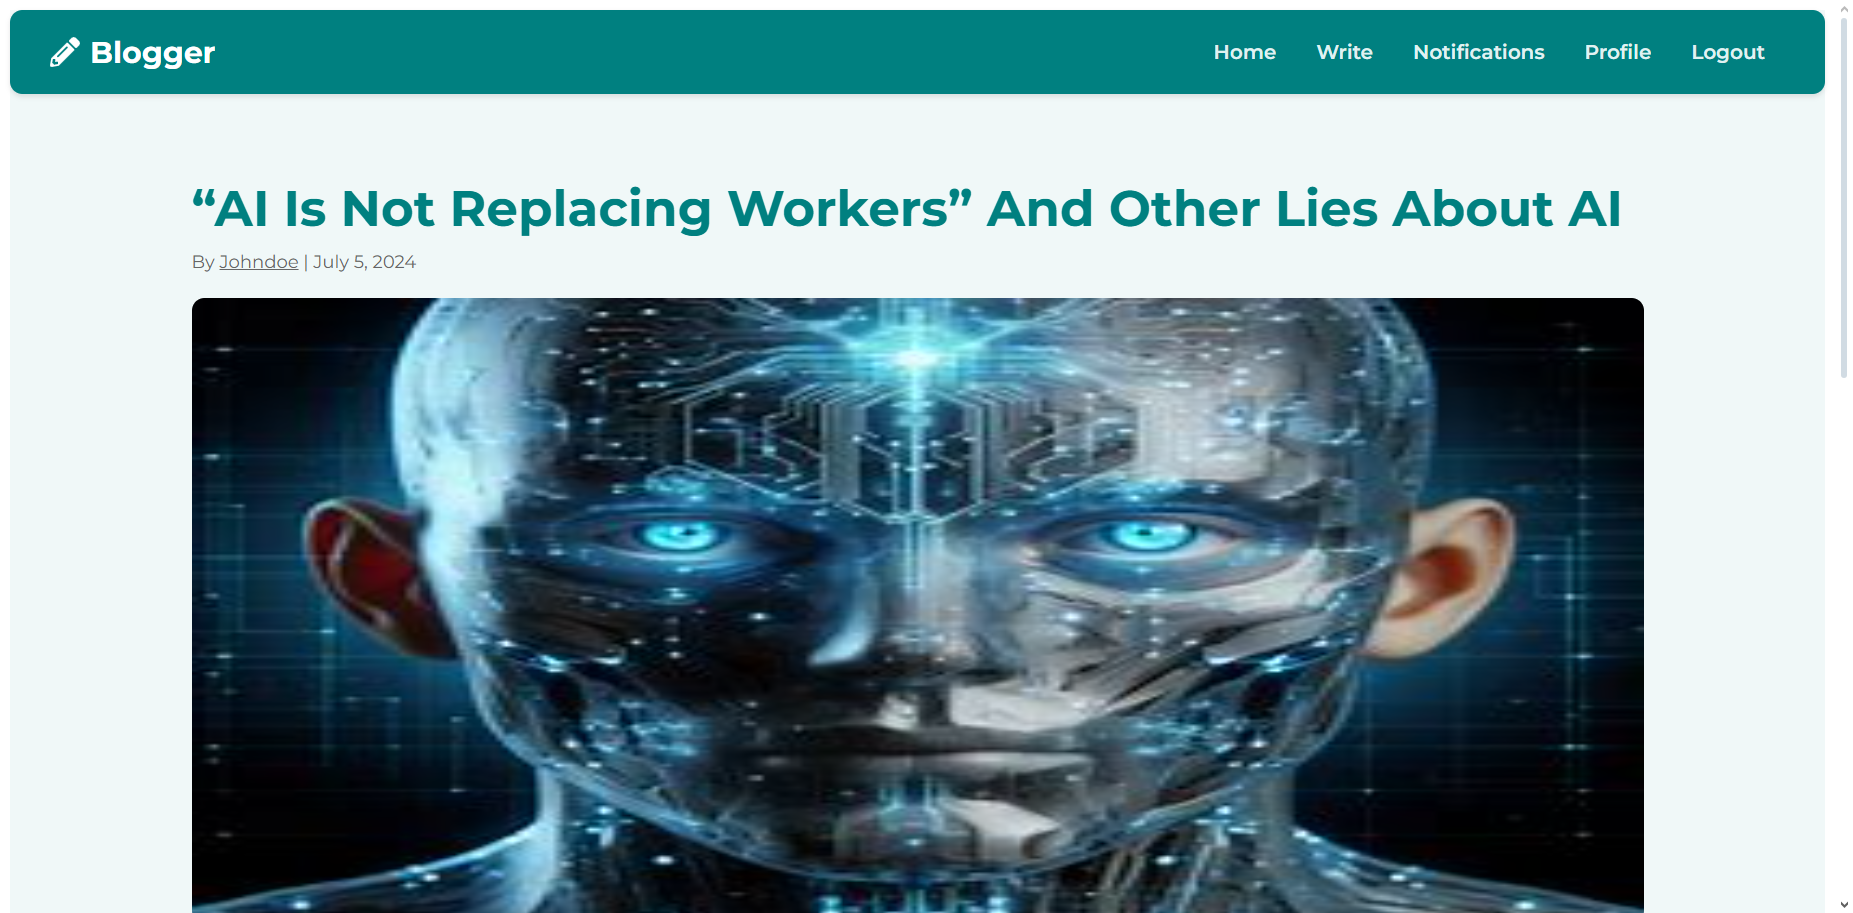 Blogger
Home Write Notifications Profile Logout
“AI Is Not Replacing Workers” And Other Lies About AI
By Johndoe | July 5, 2024